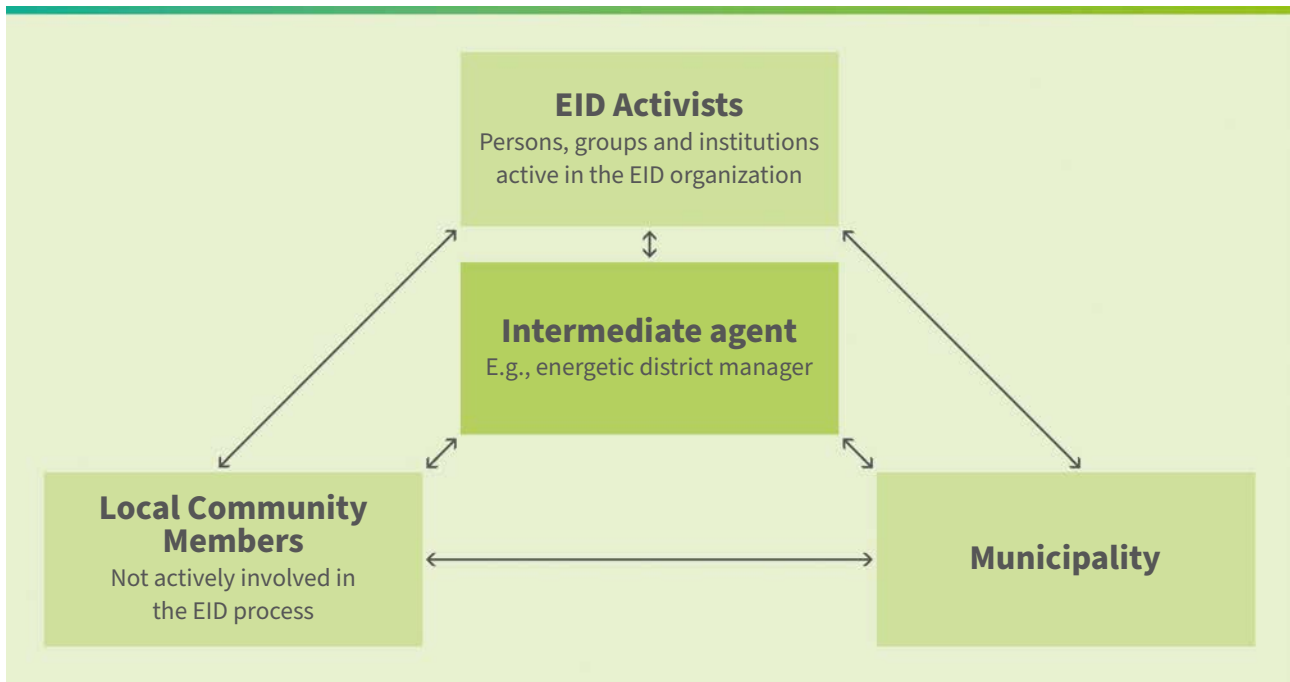 EID Activists
Persons, groups and institutions
active in the EID organization
Intermediate agent
E.g., energetic district manager
Local Community
Members
Not actively involved in
the EID process
Municipality